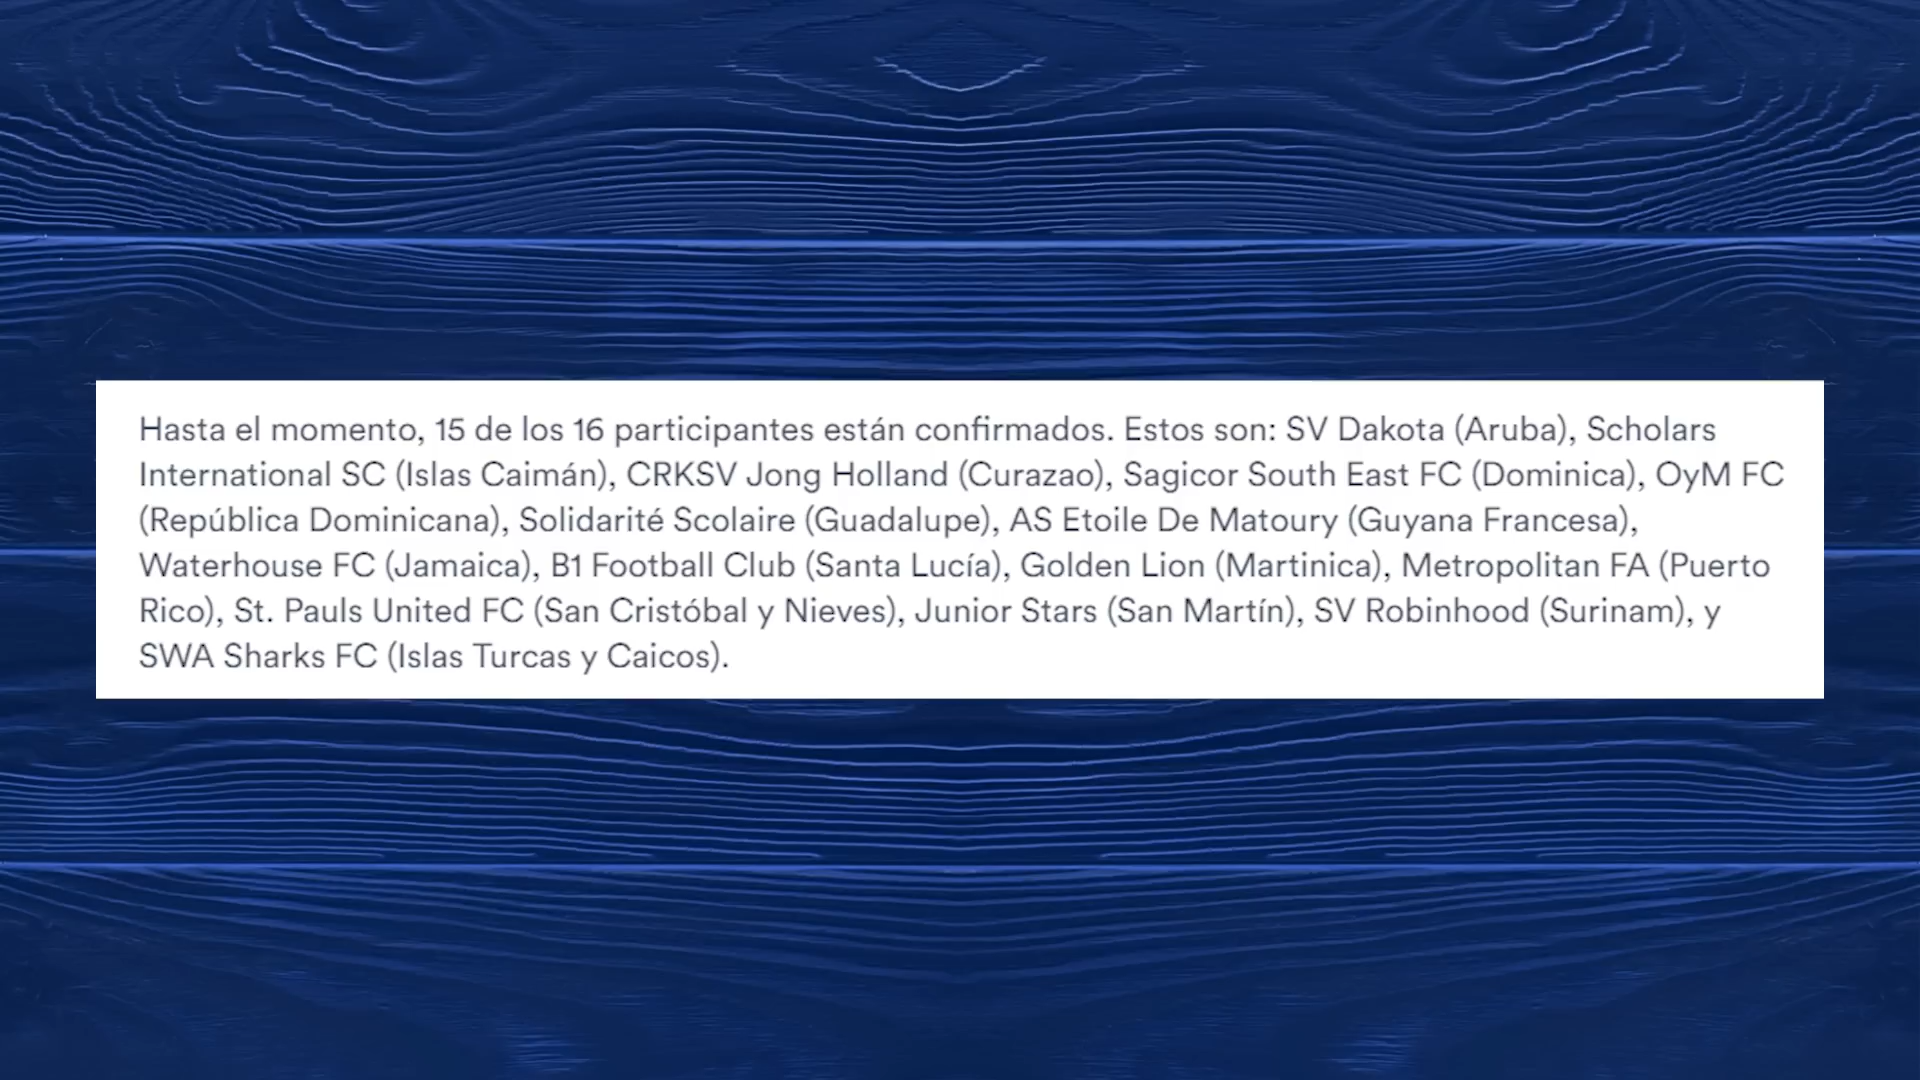 Hasta el momento, 15 de los 16 participantes están confirmados. Estos son: SV Dakota (Aruba), Scholars
International SC (Islas Caimán), CRKSV Jong Holland (Curazao), Sagicor South East FC (Dominica), OyM FC
(República Dominicana), Solidarité Scolaire (Guadalupe), AS Etoile De Matoury (Guyana Francesa),
Waterhouse FC (Jamaica), B1 Football Club (Santa Lucía), Golden Lion (Martinica), Metropolitan FA (Puerto
Rico), St. Pauls United FC (San Cristóbal y Nieves), Junior Stars (San Martín), SV Robinhood (Surinam), y
SWA Sharks FC (Islas Turcas y Caicos).